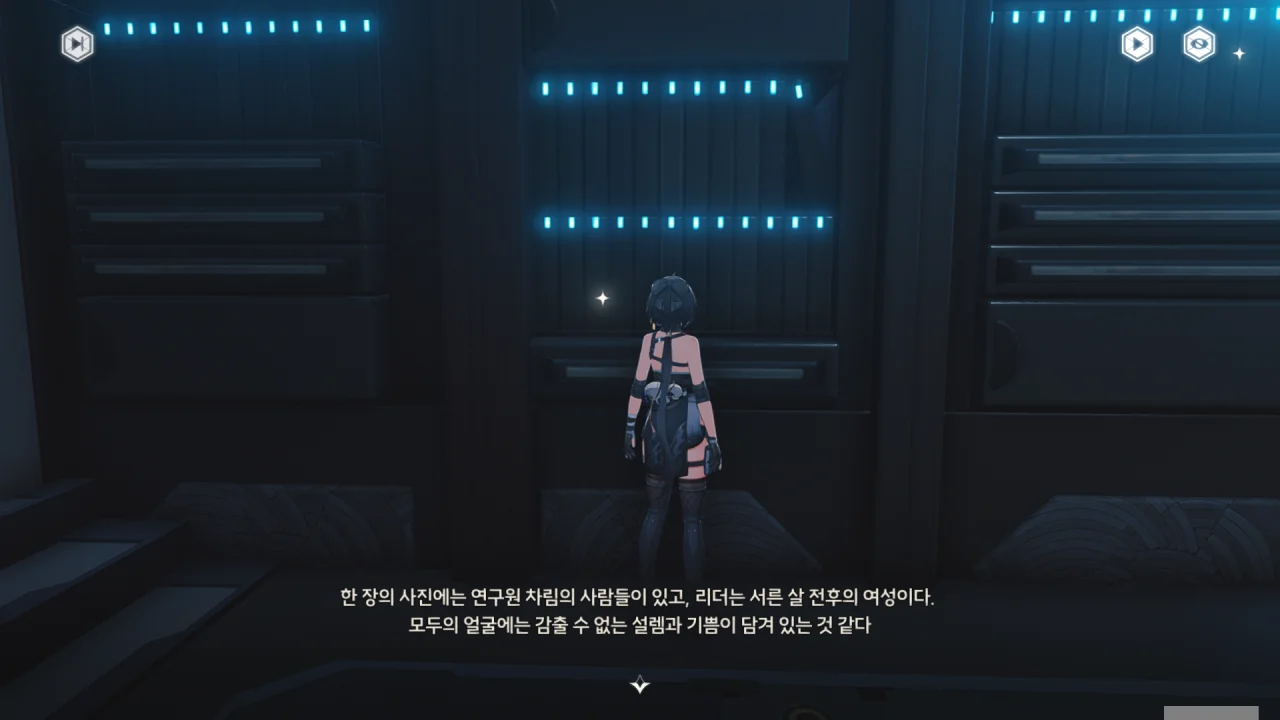 한 장의 사진에는 연구원 차림의 사람들이 있고, 리더는 서른 살 전후의 여성이다.
모두의 얼굴에는 감출 수 없는 설렘과 기쁨이 담겨 있는 것 같다